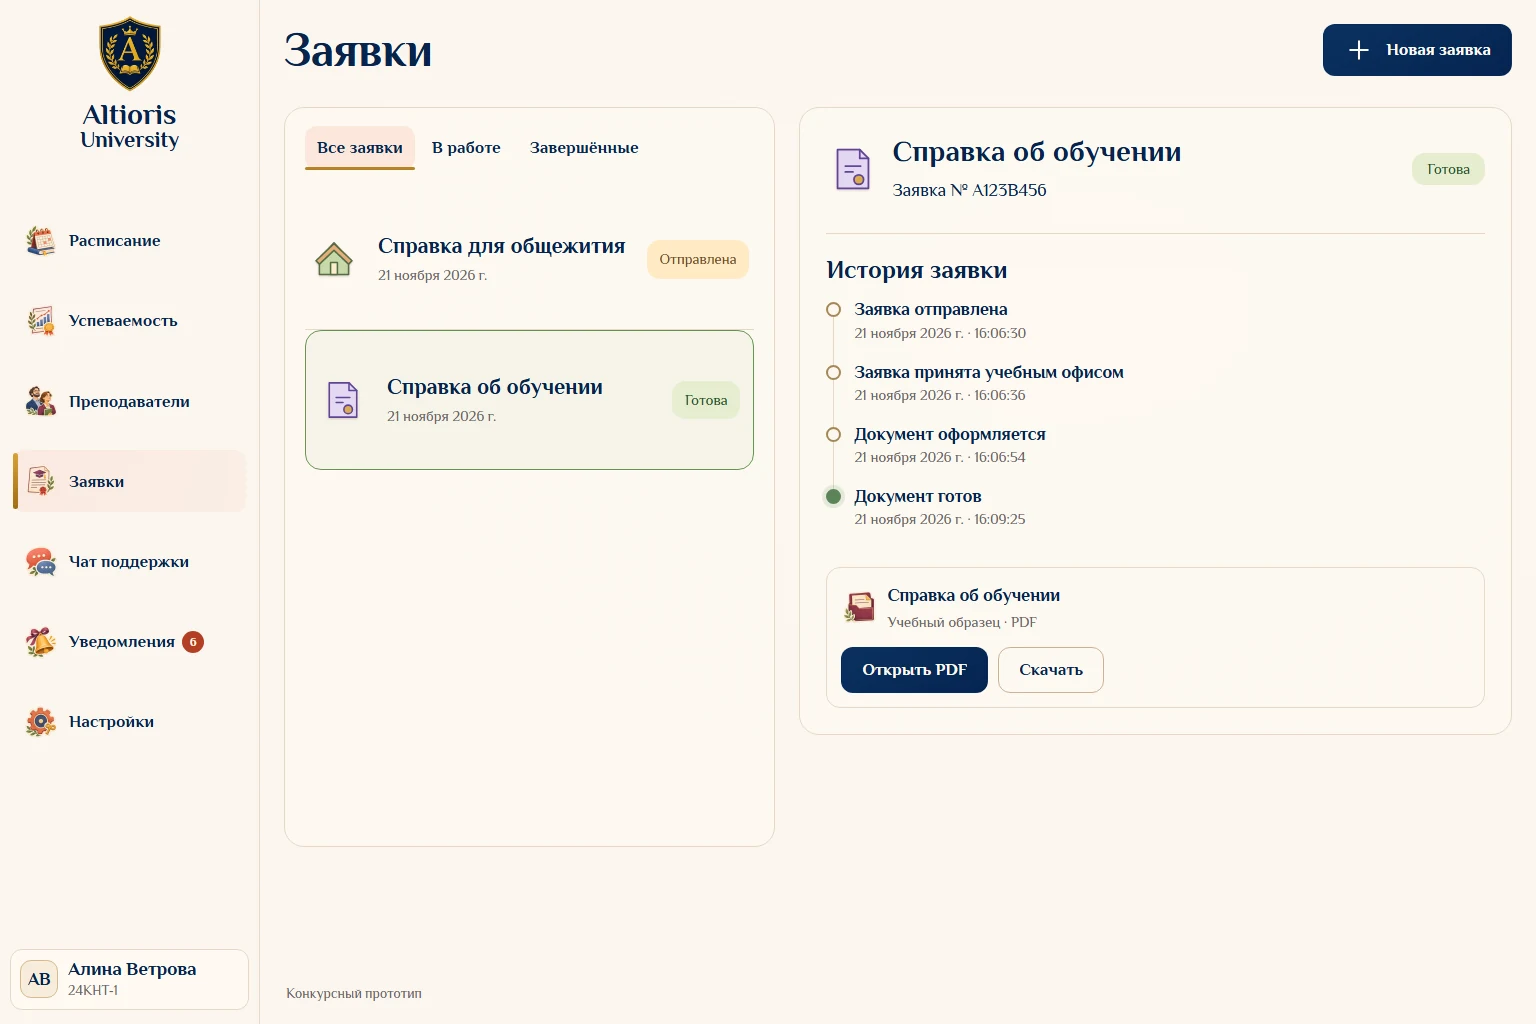 A
Altioris
University
Расписание
Успеваемость
Преподаватели
Заявки
Чат поддержки
Уведомления 6
Настройки
АВ
Алина Ветрова
24КНТ-1
Заявки
Новая заявка
Все заявки
В работе
Завершённые
Справка для общежития
21 ноября 2026 г.
Отправлена
Справка об обучении
21 ноября 2026 г.
Готова
Справка об обучении
Заявка № A123B456
Готова
История заявки
Заявка отправлена
21 ноября 2026 г. · 16:06:30
Заявка принята учебным офисом
21 ноября 2026 г. · 16:06:36
Документ оформляется
21 ноября 2026 г. · 16:06:54
Документ готов
21 ноября 2026 г. · 16:09:25
Справка об обучении
Учебный образец · PDF
Открыть PDF
Скачать
Конкурсный прототип